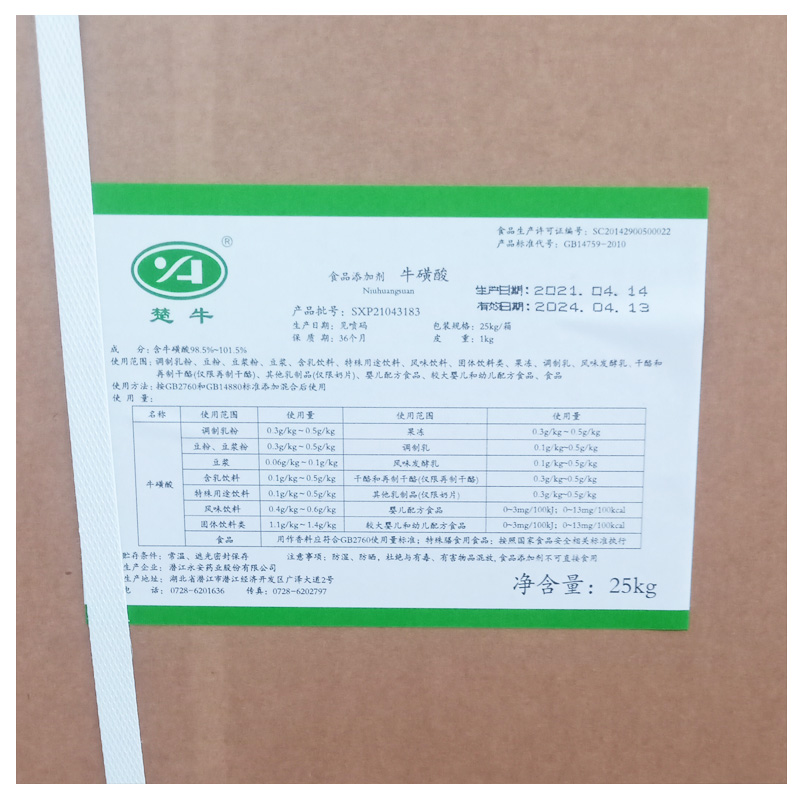 食品生产许可证编号：SC20142900500022
产品标准代号：GB14759-2010
®
YA
楚牛
食品添加剂 牛磺酸
Niuhuangsuan
生产日期：2021.04.14
有效日期：2024.04.13
产品批号：SXP21043183
生产日期：见喷码 包装规格：25kg/箱
保质期：36个月 皮重：1kg
成分：含牛磺酸98.5%~101.5%
使用范围：调制乳粉、豆粉、豆浆粉、豆浆、含乳饮料、特殊用途饮料、风味饮料、固体饮料类、果冻、调制乳、风味发酵乳、干酪和
再制干酪(仅限再制干酪)、其他乳制品(仅限奶片)、婴儿配方食品、较大婴儿和幼儿配方食品、食品
使用方法：按GB2760和GB14880标准添加混合后使用
使用量：
名称 使用范围 使用量 使用范围 使用量
牛磺酸
调制乳粉 0.3g/kg~0.5g/kg 果冻 0.3g/kg~0.5g/kg
豆粉、豆浆粉 0.3g/kg~0.5g/kg 调制乳 0.1g/kg~0.5g/kg
豆浆 0.06g/kg~0.1g/kg 风味发酵乳 0.1g/kg~0.5g/kg
含乳饮料 0.1g/kg~0.5g/kg 干酪和再制干酪(仅限再制干酪) 0.3g/kg~0.5g/kg
特殊用途饮料 0.1g/kg~0.5g/kg 其他乳制品(仅限奶片) 0.3g/kg~0.5g/kg
风味饮料 0.4g/kg~0.6g/kg 婴儿配方食品 0~3mg/100kJ；0~13mg/100kcal
固体饮料类 1.1g/kg~1.4g/kg 较大婴儿和幼儿配方食品 0~3mg/100kJ；0~13mg/100kcal
食品 用作香料应符合GB2760使用量标准；特殊膳食用食品：按照国家食品安全相关标准执行
贮存条件：常温、遮光密封保存 注意事项：防湿、防晒，杜绝与有毒、有害物品混放，食品添加剂不可直接食用
生产企业：潜江永安药业股份有限公司
生产地址：湖北省潜江市潜江经济开发区广泽大道2号
电话：0728-6201636 传真：0728-6202797
净含量：25kg